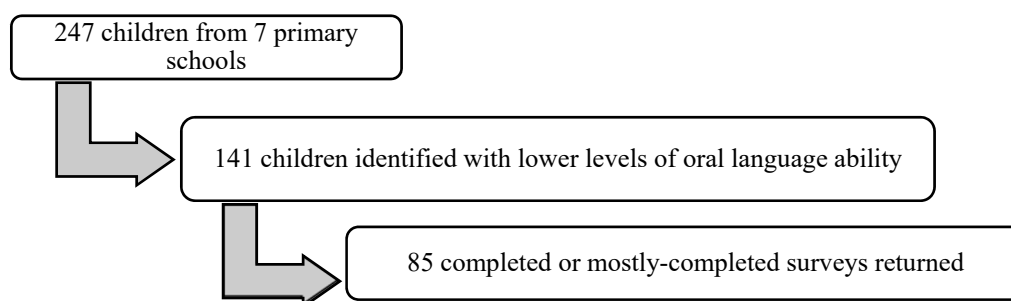 247 children from 7 primary
schools
141 children identified with lower levels of oral language ability
85 completed or mostly-completed surveys returned